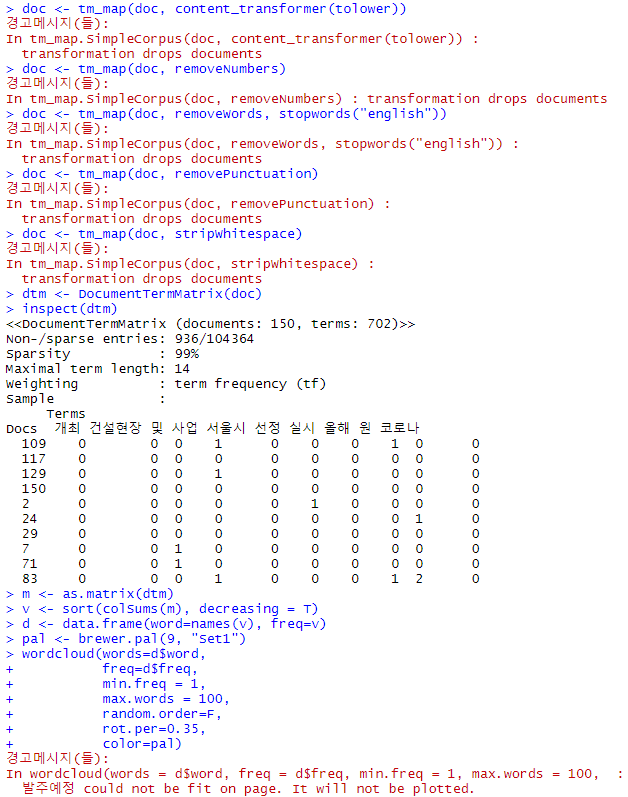 > doc <- tm_map(doc, content_transformer(tolower))
경고메시지(들):
In tm_map.SimpleCorpus(doc, content_transformer(tolower)) :
  transformation drops documents
> doc <- tm_map(doc, removeNumbers)
경고메시지(들):
In tm_map.SimpleCorpus(doc, removeNumbers) : transformation drops documents
> doc <- tm_map(doc, removeWords, stopwords("english"))
경고메시지(들):
In tm_map.SimpleCorpus(doc, removeWords, stopwords("english")) :
  transformation drops documents
> doc <- tm_map(doc, removePunctuation)
경고메시지(들):
In tm_map.SimpleCorpus(doc, removePunctuation) :
  transformation drops documents
> doc <- tm_map(doc, stripWhitespace)
경고메시지(들):
In tm_map.SimpleCorpus(doc, stripWhitespace) :
  transformation drops documents
> dtm <- DocumentTermMatrix(doc)
> inspect(dtm)
<<DocumentTermMatrix (documents: 150, terms: 702)>>
Non-/sparse entries: 936/104364
Sparsity           : 99%
Maximal term length: 14
Weighting          : term frequency (tf)
Sample             :
     Terms
Docs  개최 건설현장 및 사업 서울시 선정 실시 올해 원 코로나
  109    0        0  0    1      0    0    0    1  0      0
  117    0        0  0    0      0    0    0    0  0      0
  129    0        0  0    1      0    0    0    0  0      0
  150    0        0  0    0      0    0    0    0  0      0
  2      0        0  0    0      0    1    0    0  0      0
  24     0        0  0    0      0    0    0    0  1      0
  29     0        0  0    0      0    0    0    0  0      0
  7      0        0  1    0      0    0    0    0  0      0
  71     0        0  1    0      0    0    0    0  0      0
  83     0        0  0    1      0    0    0    1  2      0
> m <- as.matrix(dtm)
> v <- sort(colSums(m), decreasing = T)
> d <- data.frame(word=names(v), freq=v)
> pal <- brewer.pal(9, "Set1")
> wordcloud(words=d$word,
+           freq=d$freq,
+           min.freq = 1,
+           max.words = 100,
+           random.order=F,
+           rot.per=0.35,
+           color=pal)
경고메시지(들):
In wordcloud(words = d$word, freq = d$freq, min.freq = 1, max.words = 100,  :
  발주예정 could not be fit on page. It will not be plotted.